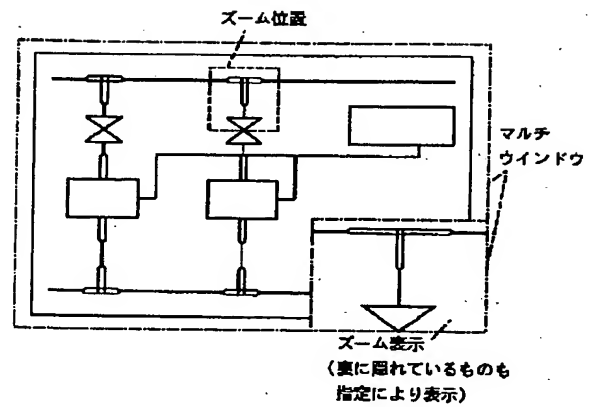 ズーム位置
マルチ
ウインドウ
ズーム表示
(裏に隠れているものも
指定により表示)